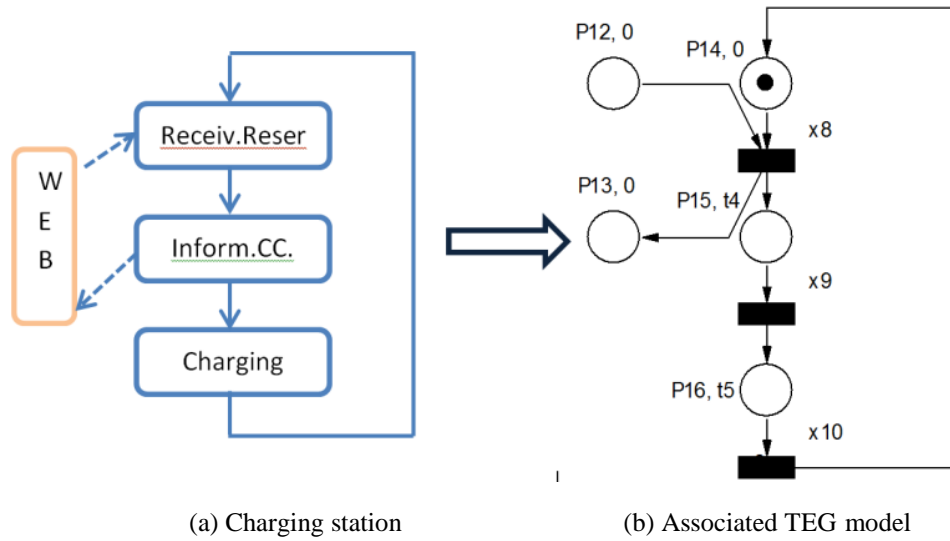 P12, 0
P14, 0
Receiv.Reser
x8
W
E
B
P13, 0
P15, t4
Inform.CC.
x9
Charging
P16, t5
x10
(a) Charging station
(b) Associated TEG model